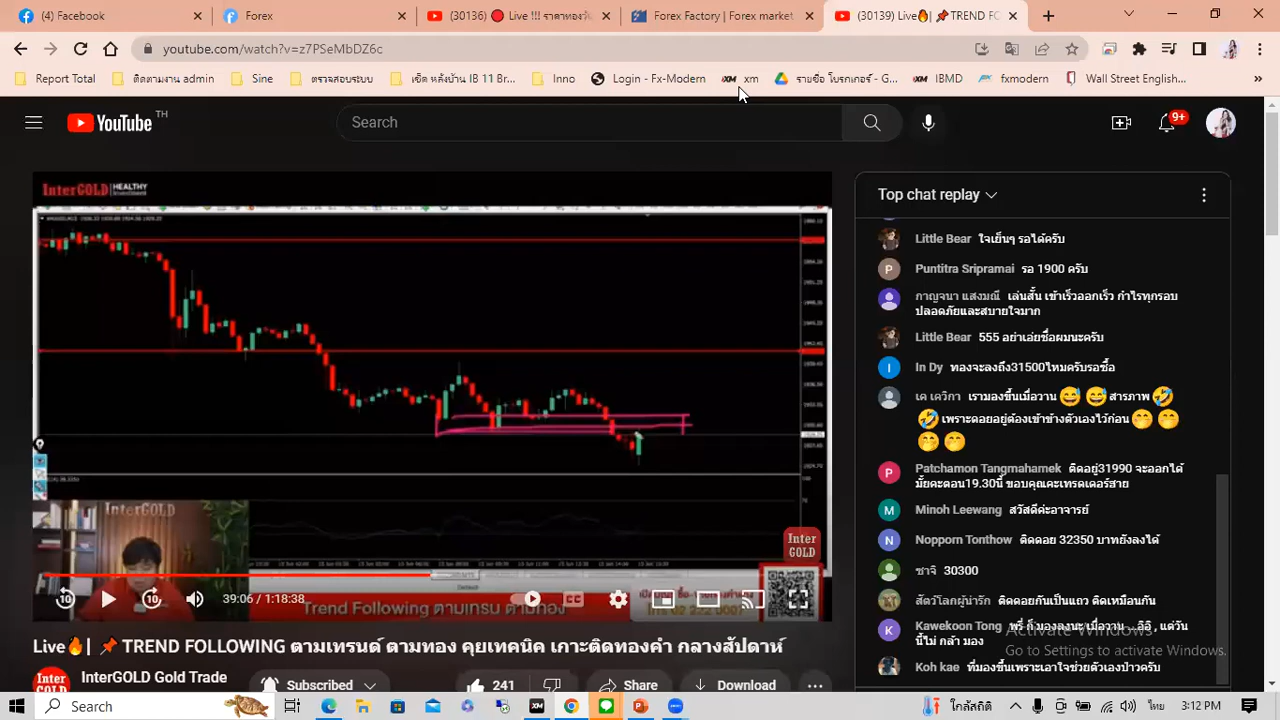 (4) Facebook
Forex
(30136) 🔴 Live !!! ราคาทองวัน
Forex Factory | Forex market
(30139) Live🔥| 📌TREND FO
youtube.com/watch?v=z7PSeMbDZ6c
Report Total
ติดตามงาน admin
Sine
ตรวจสอบระบบ
เซ็ต หลังบ้าน IB 11 Br...
Inno
Login - Fx-Modern
xm
รายชื่อ โบรกเกอร์ - G...
IBMD
fxmodern
Wall Street English...
YouTube TH
Search
9+
InterGOLD HEALTHY
Top chat replay
Little Bear ใจเย็นๆ รอได้ครับ
Puntitra Sripramai รอ 1900 ครับ
กาญจนา แสงมณี เล่นสั้น เข้าเร็วออกเร็ว กำไรทุกรอบ
ปลอดภัยและสบายใจมาก
Little Bear 555 อย่าเอ่ยชื่อผมนะครับ
In Dy ทองจะลงถึง31500ไหมครับรอซื้อ
เค เควิกา เรามองขึ้นเมื่อวาน 😅 😅 สารภาพ 🤣
🤣 เพราะดอยอยู่ต้องเข้าข้างตัวเองไว้ก่อน 🤭 🤭
🤭 🤭
Patchamon Tangmahamek ติดอยู่31990 จะออกได้
มั้ยคะตอน19.30นี้ ขอบคุณคะเทรดเดอร์สาย
Minoh Leewang สวัสดีค่ะอาจารย์
Nopporn Tonthow ติดดอย 32350 บาทยังลงได้
ชาจิ 30300
สัตว์โลกผู้น่ารัก ติดดอยกันเป็นแถว ติดเหมือนกัน
Kawekoon Tong พรุ่ งี้ มองลงนะเมื่อวาน ..อิอิ , แต่วัน
นี้ไม่ กล้า มอง
Koh kae ที่มองขึ้นเพราะเอาใจช่วยตัวเองป่าวครับ
InterGOLD
Inter
GOLD
39:06 / 1:18:38
Trend Following ตามเทรน ตามทอง
Live🔥| 📌 TREND FOLLOWING ตามเทรนด์ ตามทอง คุยเทคนิค เกาะติดทองคำ กลางสัปดาห์
Inter
GOLD
InterGOLD Gold Trade
Subscribed
241
Share
Download
Activate Windows
Go to Settings to activate Windows.
Search
ใกล้สถิติ
ไทย
3:12 PM